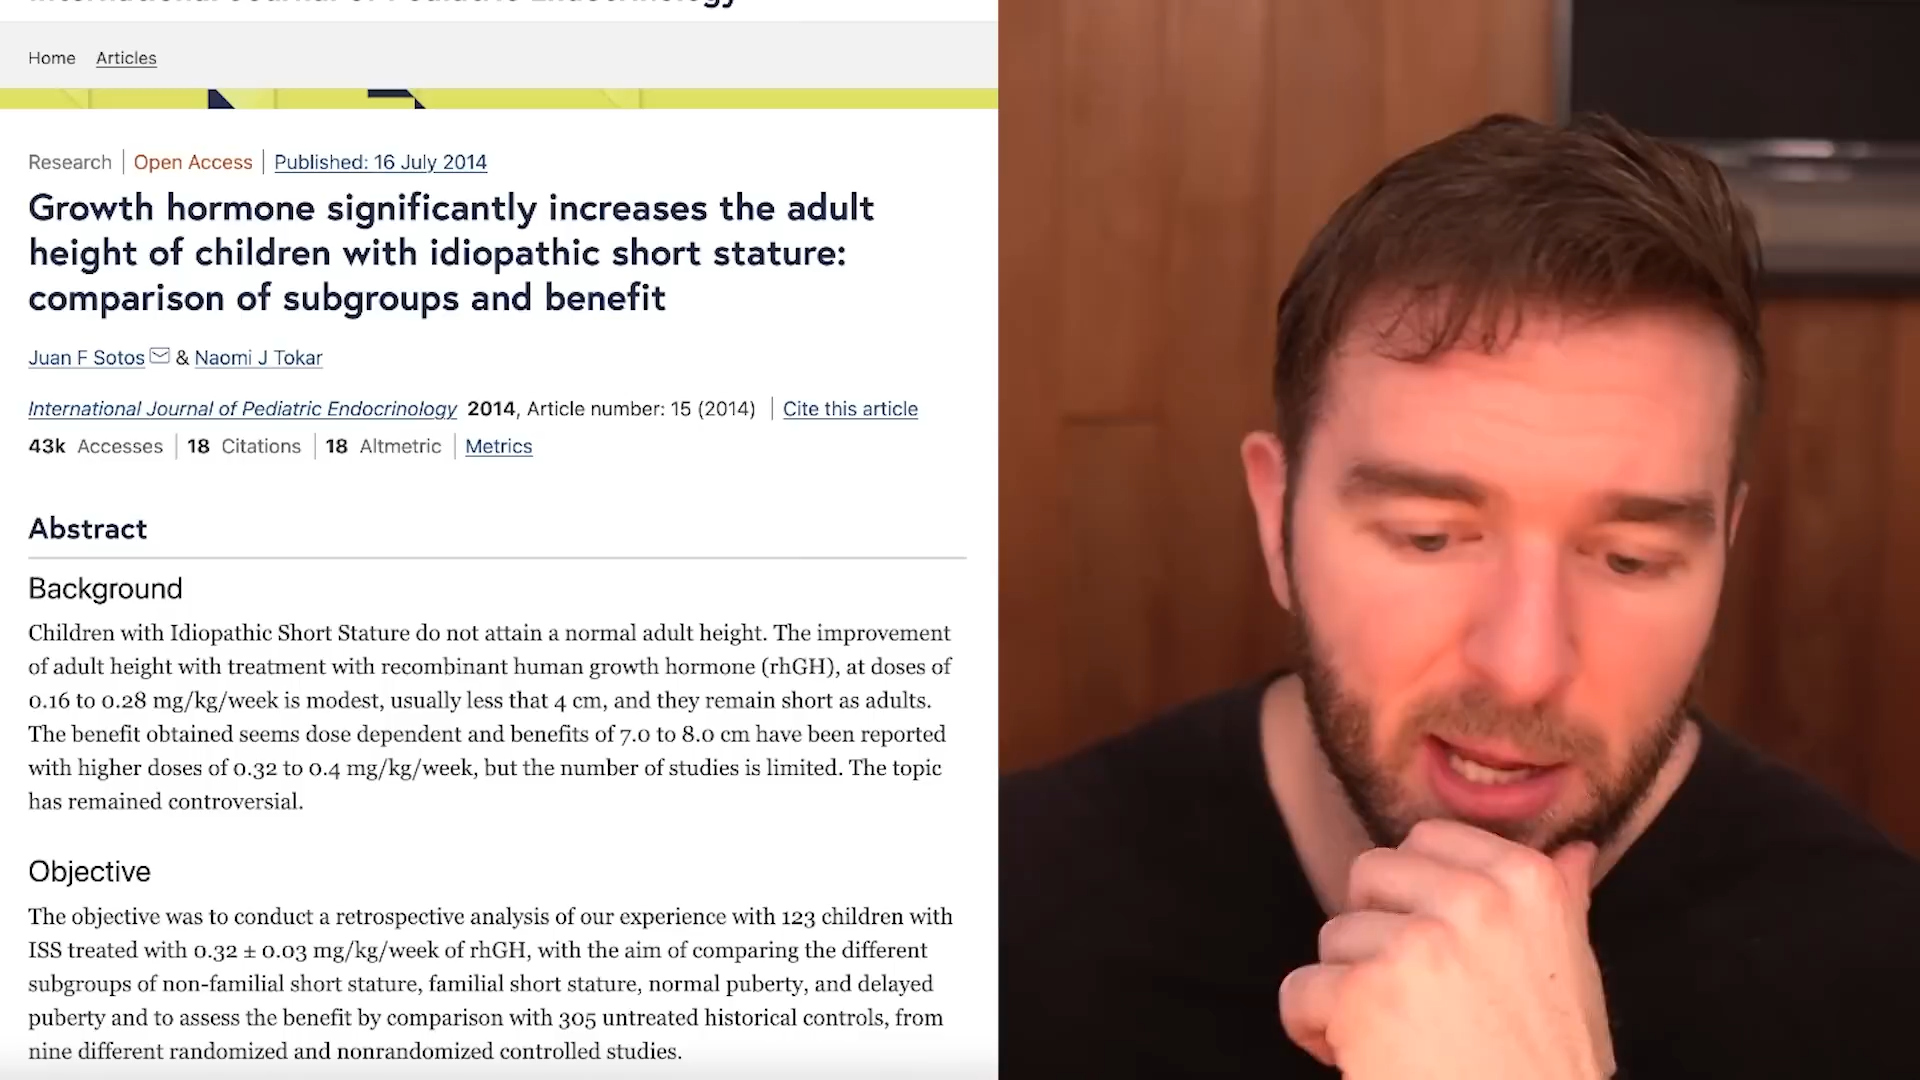 International Journal of Pediatric Endocrinology
Home Articles
Research | Open Access | Published: 16 July 2014
Growth hormone significantly increases the adult
height of children with idiopathic short stature:
comparison of subgroups and benefit
Juan F Sotos & Naomi J Tokar
International Journal of Pediatric Endocrinology 2014, Article number: 15 (2014) | Cite this article
43k Accesses | 18 Citations | 18 Altmetric | Metrics
Abstract
Background
Children with Idiopathic Short Stature do not attain a normal adult height. The improvement
of adult height with treatment with recombinant human growth hormone (rhGH), at doses of
0.16 to 0.28 mg/kg/week is modest, usually less that 4 cm, and they remain short as adults.
The benefit obtained seems dose dependent and benefits of 7.0 to 8.0 cm have been reported
with higher doses of 0.32 to 0.4 mg/kg/week, but the number of studies is limited. The topic
has remained controversial.
Objective
The objective was to conduct a retrospective analysis of our experience with 123 children with
ISS treated with 0.32 ± 0.03 mg/kg/week of rhGH, with the aim of comparing the different
subgroups of non-familial short stature, familial short stature, normal puberty, and delayed
puberty and to assess the benefit by comparison with 305 untreated historical controls, from
nine different randomized and nonrandomized controlled studies.